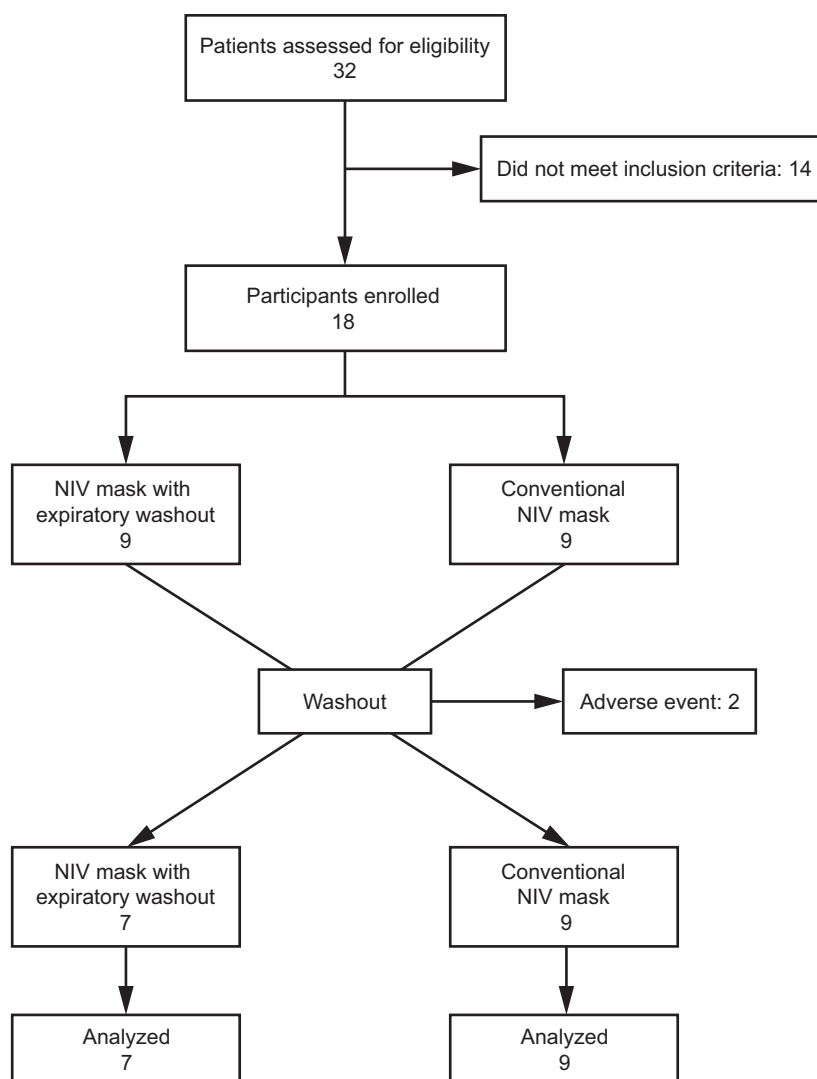 Patients assessed for eligibility
32
Did not meet inclusion criteria: 14
Participants enrolled
18
NIV mask with
expiratory washout
9
Conventional
NIV mask
9
Washout
Adverse event: 2
NIV mask with
expiratory washout
7
Conventional
NIV mask
9
Analyzed
7
Analyzed
9